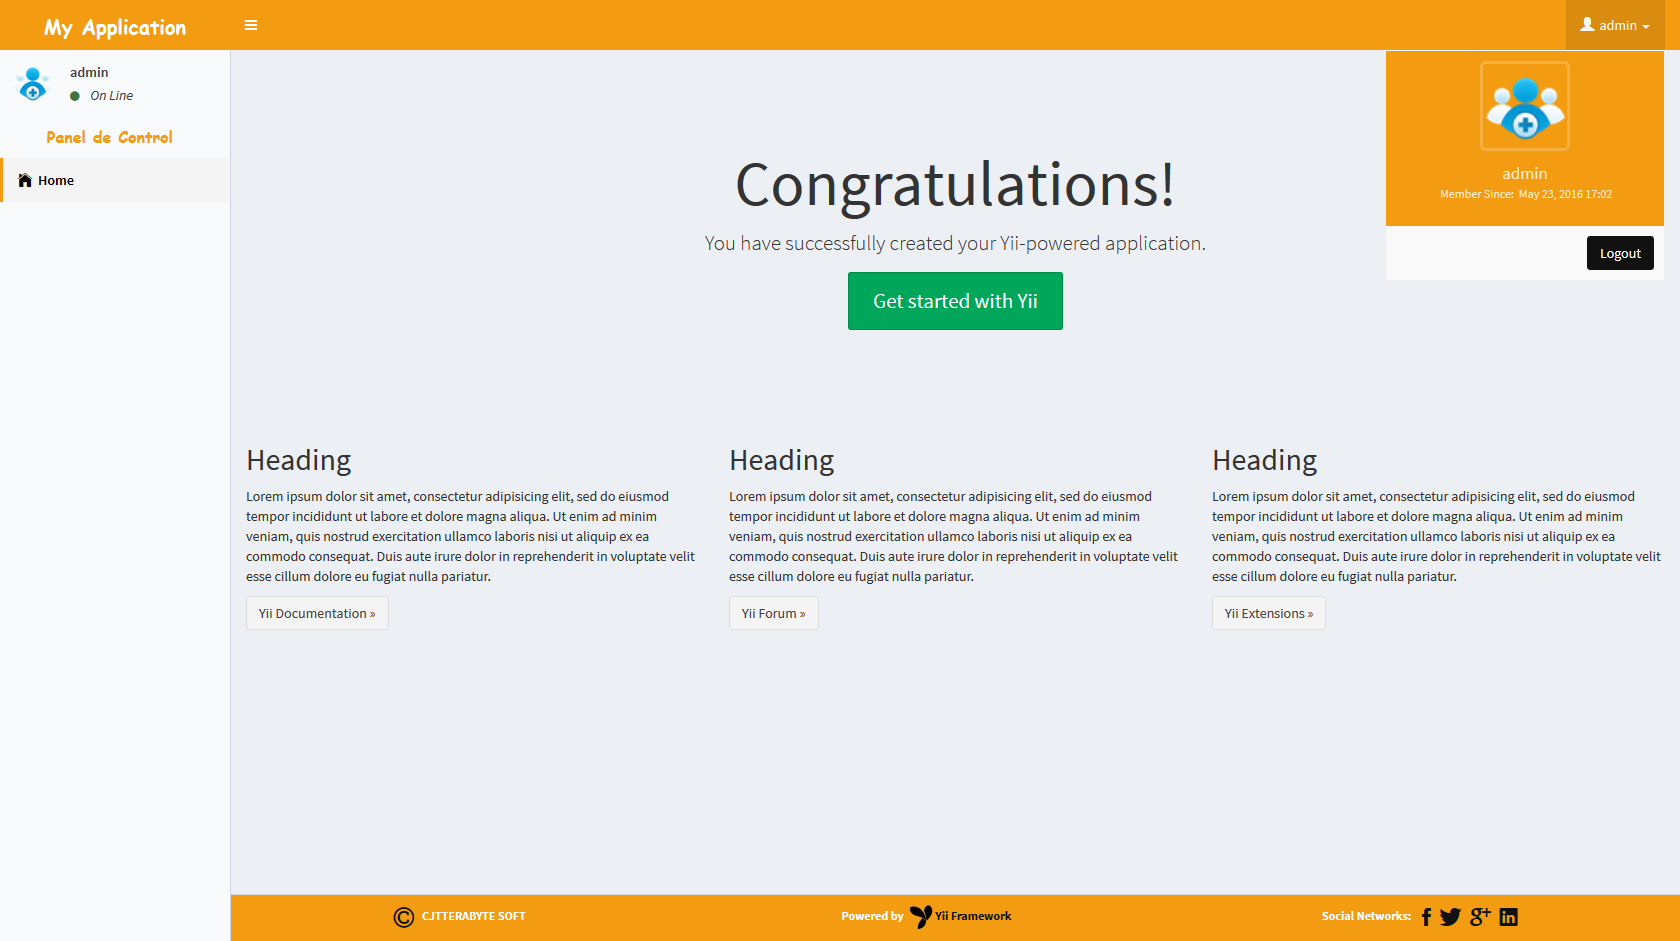 My Application
admin
admin
On Line
Panel de Control
Home
admin
Member Since: May 23, 2016 17:02
Logout
Congratulations!
You have successfully created your Yii-powered application.
Get started with Yii
Heading
Lorem ipsum dolor sit amet, consectetur adipisicing elit, sed do eiusmod
tempor incididunt ut labore et dolore magna aliqua. Ut enim ad minim
veniam, quis nostrud exercitation ullamco laboris nisi ut aliquip ex ea
commodo consequat. Duis aute irure dolor in reprehenderit in voluptate velit
esse cillum dolore eu fugiat nulla pariatur.
Yii Documentation »
Heading
Lorem ipsum dolor sit amet, consectetur adipisicing elit, sed do eiusmod
tempor incididunt ut labore et dolore magna aliqua. Ut enim ad minim
veniam, quis nostrud exercitation ullamco laboris nisi ut aliquip ex ea
commodo consequat. Duis aute irure dolor in reprehenderit in voluptate velit
esse cillum dolore eu fugiat nulla pariatur.
Yii Forum »
Heading
Lorem ipsum dolor sit amet, consectetur adipisicing elit, sed do eiusmod
tempor incididunt ut labore et dolore magna aliqua. Ut enim ad minim
veniam, quis nostrud exercitation ullamco laboris nisi ut aliquip ex ea
commodo consequat. Duis aute irure dolor in reprehenderit in voluptate velit
esse cillum dolore eu fugiat nulla pariatur.
Yii Extensions »
© CJTTERABYTE SOFT
Powered by Yii Framework
Social Networks: